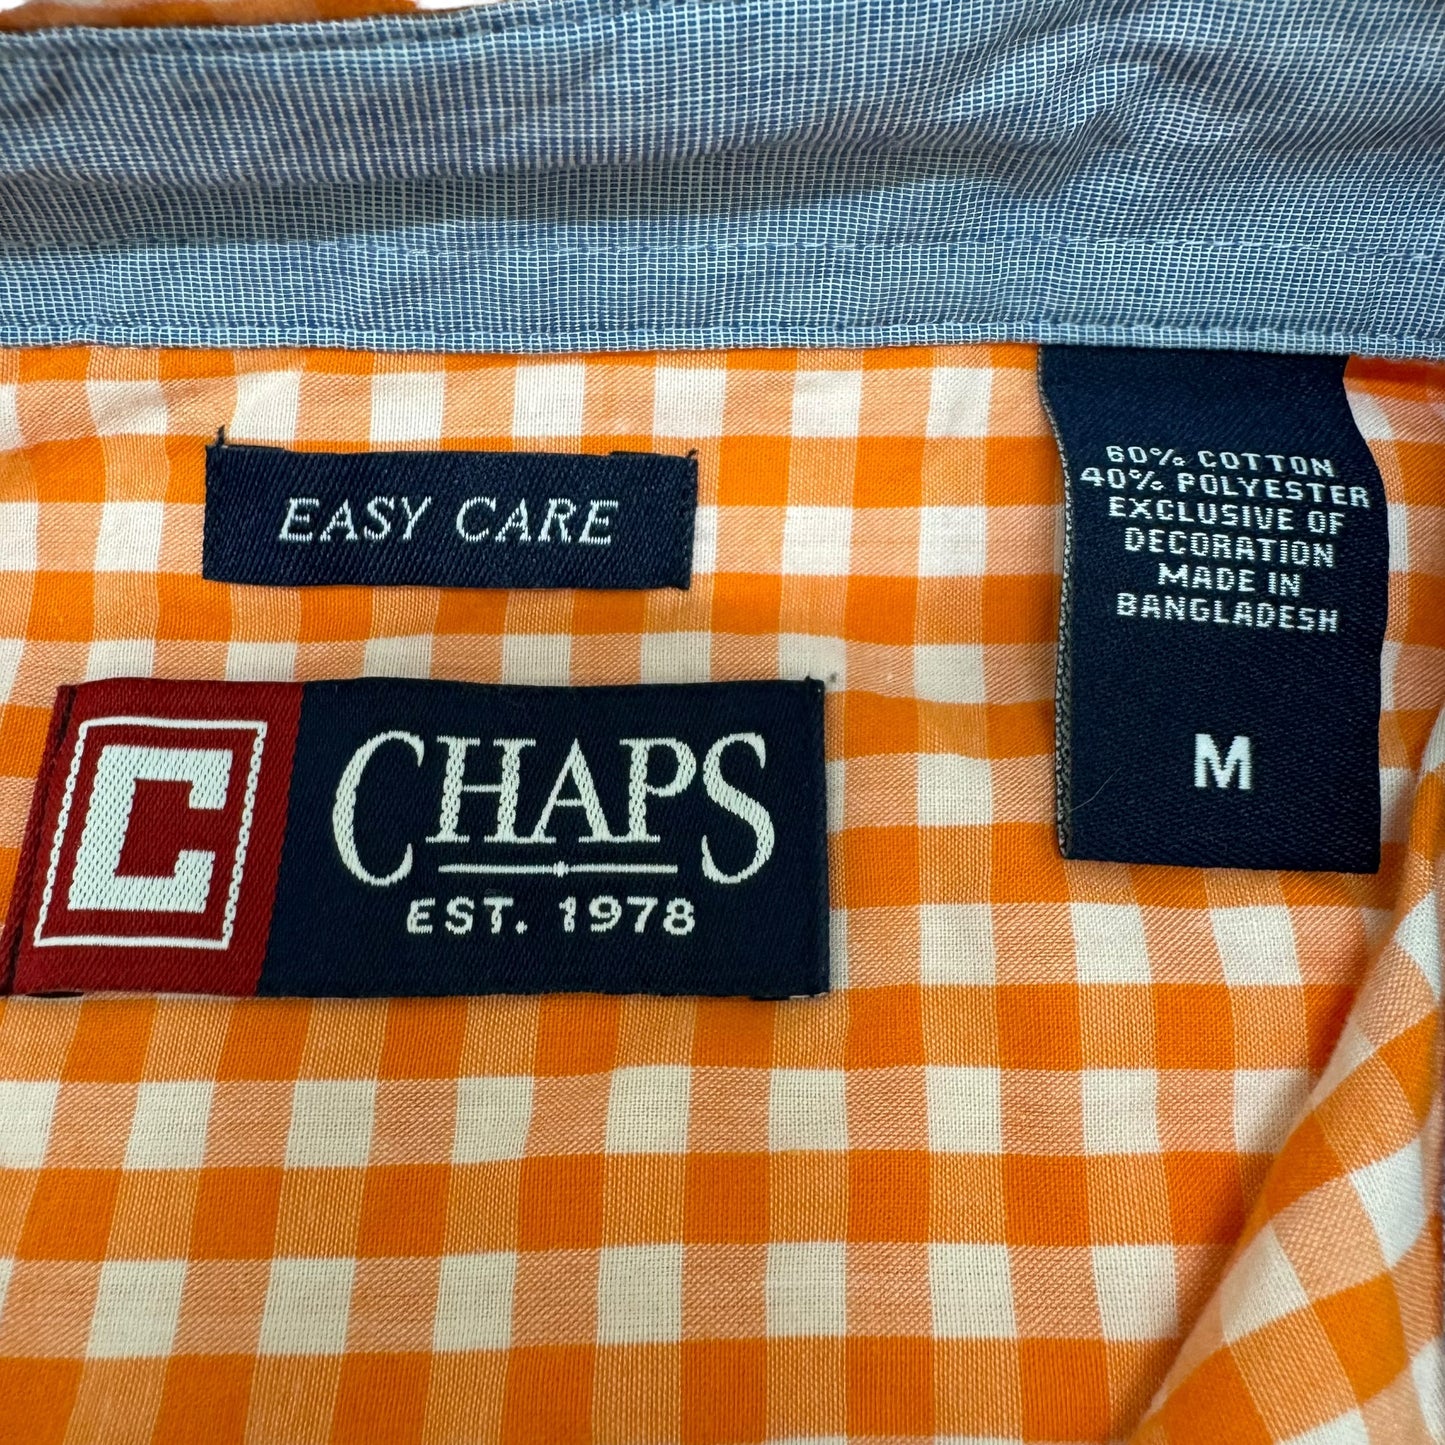 EASY CARE
C
CHAPS
EST. 1978
60% COTTON
40% POLYESTER
EXCLUSIVE OF
DECORATION
MADE IN
BANGLADESH
M